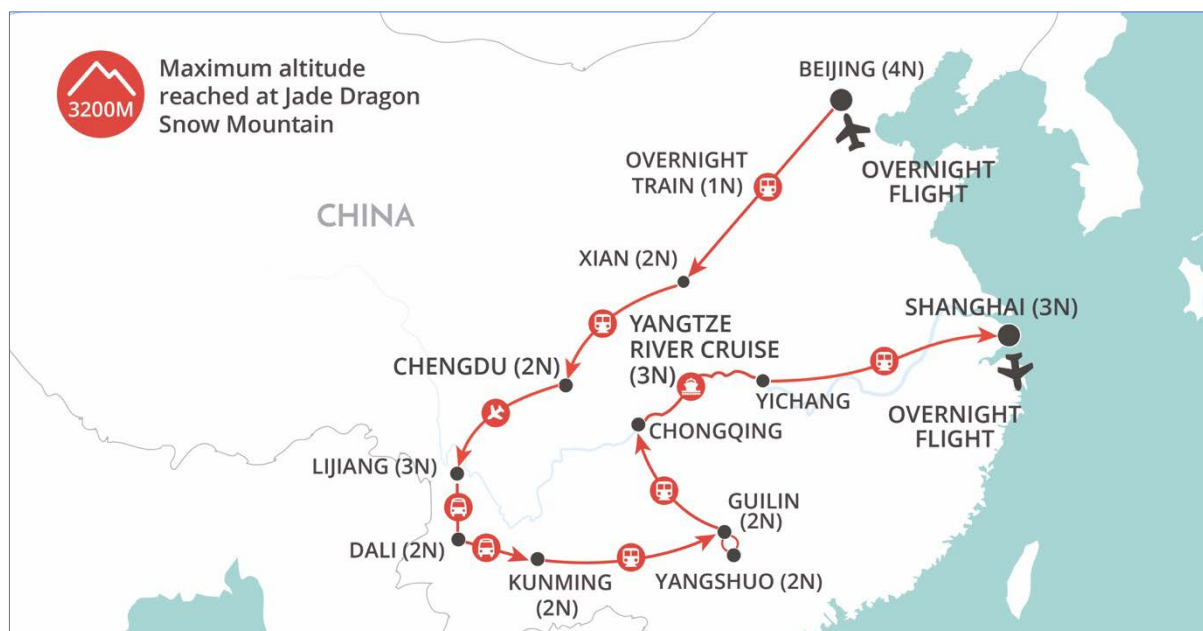 3200M
Maximum altitude
reached at Jade Dragon
Snow Mountain
BEIJING (4N)
OVERNIGHT
FLIGHT
OVERNIGHT
TRAIN (1N)
CHINA
XIAN (2N)
SHANGHAI (3N)
YANGTZE
RIVER CRUISE
(3N)
CHENGDU (2N)
YICHANG
OVERNIGHT
FLIGHT
CHONGQING
LIJIANG (3N)
GUILIN
(2N)
DALI (2N)
KUNMING
(2N)
YANGSHUO (2N)